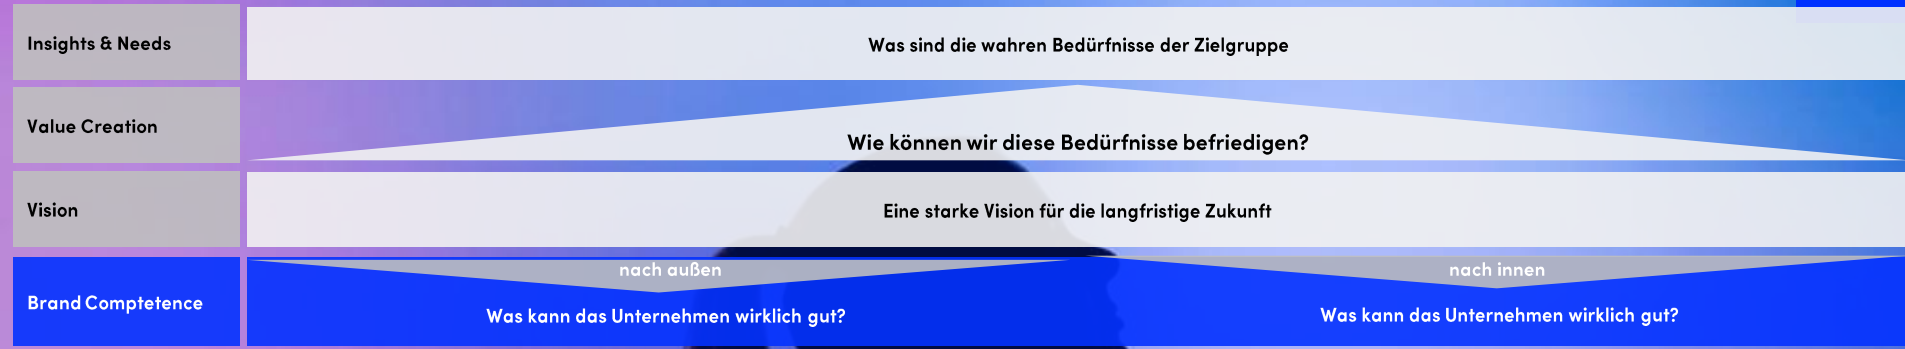 Insights & Needs
Was sind die wahren Bedürfnisse der Zielgruppe
Value Creation
Wie können wir diese Bedürfnisse befriedigen?
Vision
Eine starke Vision für die langfristige Zukunft
Brand Comptetence
nach außen
Was kann das Unternehmen wirklich gut?
nach innen
Was kann das Unternehmen wirklich gut?